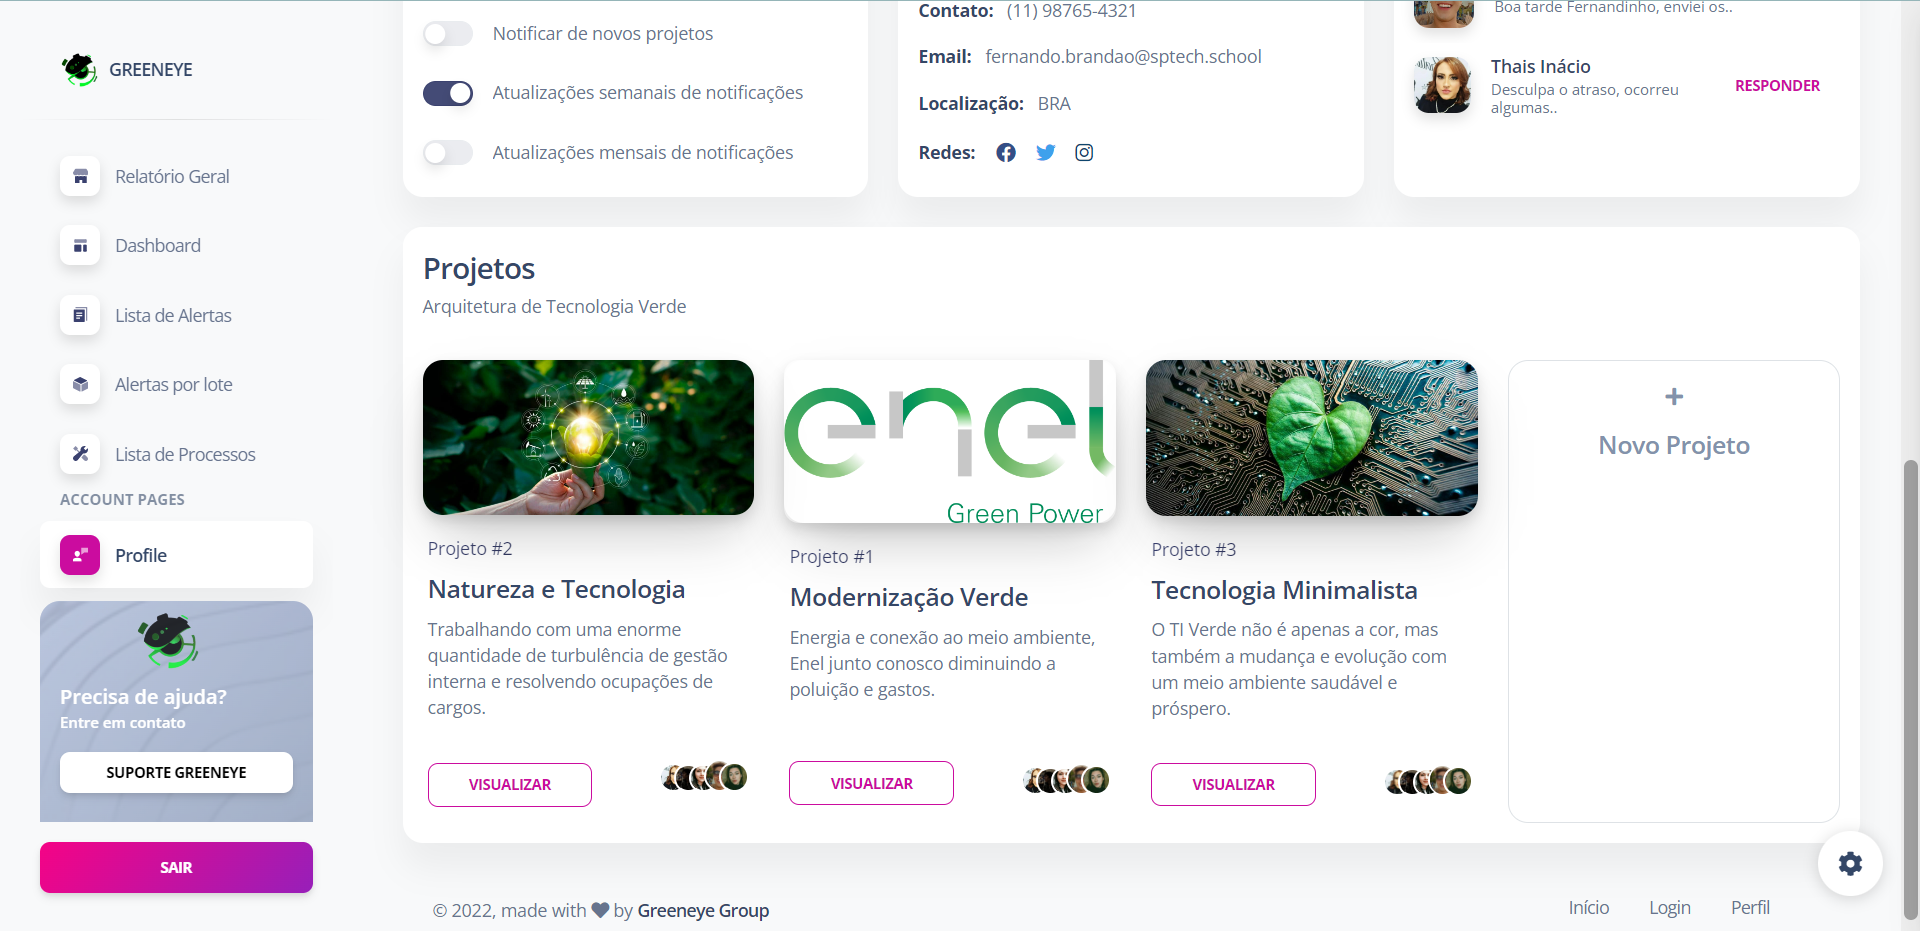 GREENEYE
Relatório Geral
Dashboard
Lista de Alertas
Alertas por lote
Lista de Processos
ACCOUNT PAGES
Profile
Precisa de ajuda?
Entre em contato
SUPORTE GREENEYE
SAIR
Notificar de novos projetos
Atualizações semanais de notificações
Atualizações mensais de notificações
Contato: (11) 98765-4321
Email: fernando.brandao@sptech.school
Localização: BRA
Redes:
Boa tarde Fernandinho, enviei os..
Thais Inácio
Desculpa o atraso, ocorreu
algumas..
RESPONDER
Projetos
Arquitetura de Tecnologia Verde
Projeto #2
Natureza e Tecnologia
Trabalhando com uma enorme
quantidade de turbulência de gestão
interna e resolvendo ocupações de
cargos.
VISUALIZAR
enel
Green Power
Projeto #1
Modernização Verde
Energia e conexão ao meio ambiente,
Enel junto conosco diminuindo a
poluição e gastos.
VISUALIZAR
Projeto #3
Tecnologia Minimalista
O TI Verde não é apenas a cor, mas
também a mudança e evolução com
um meio ambiente saudável e
próspero.
VISUALIZAR
+
Novo Projeto
© 2022, made with by Greeneye Group
Início
Login
Perfil